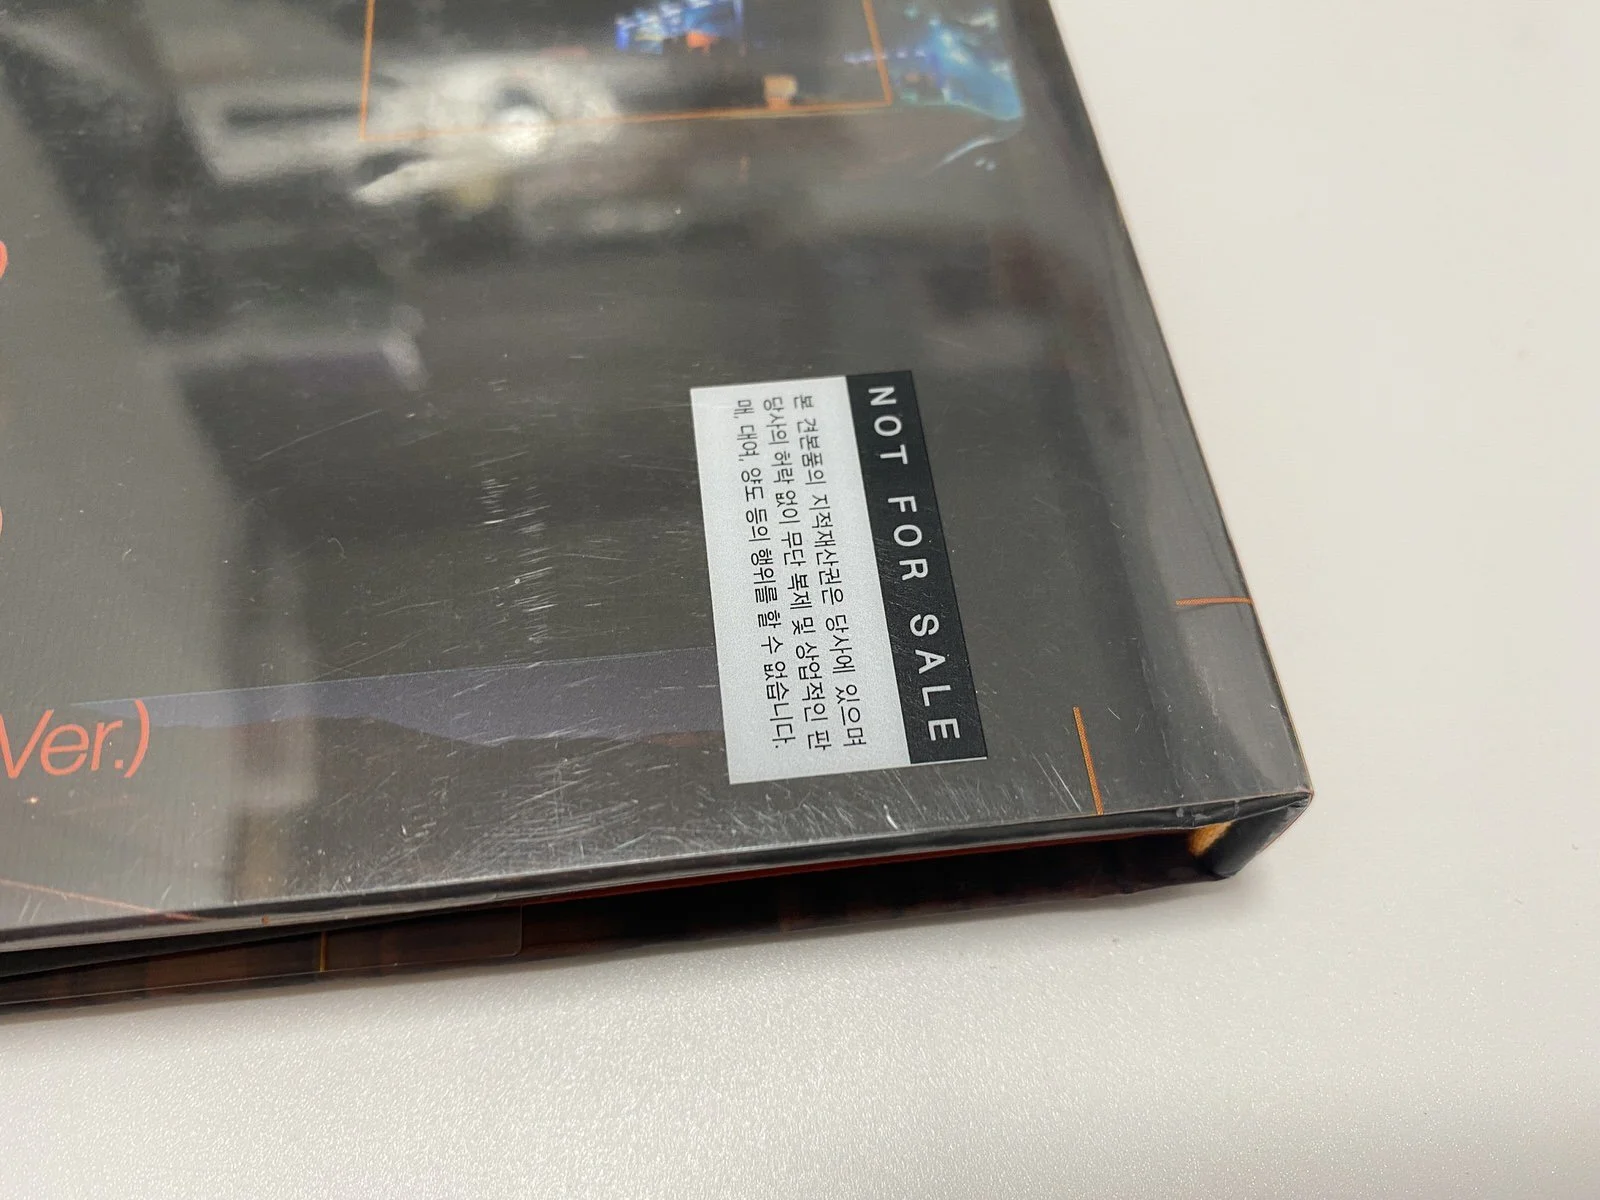 NOT FOR SALE
본 견본품의 지적재산권은 당사에 있으며
당사의 허락 없이 무단 복제 및 상업적인 판
매, 대여, 양도 등의 행위를 할 수 없습니다.
Ver.)